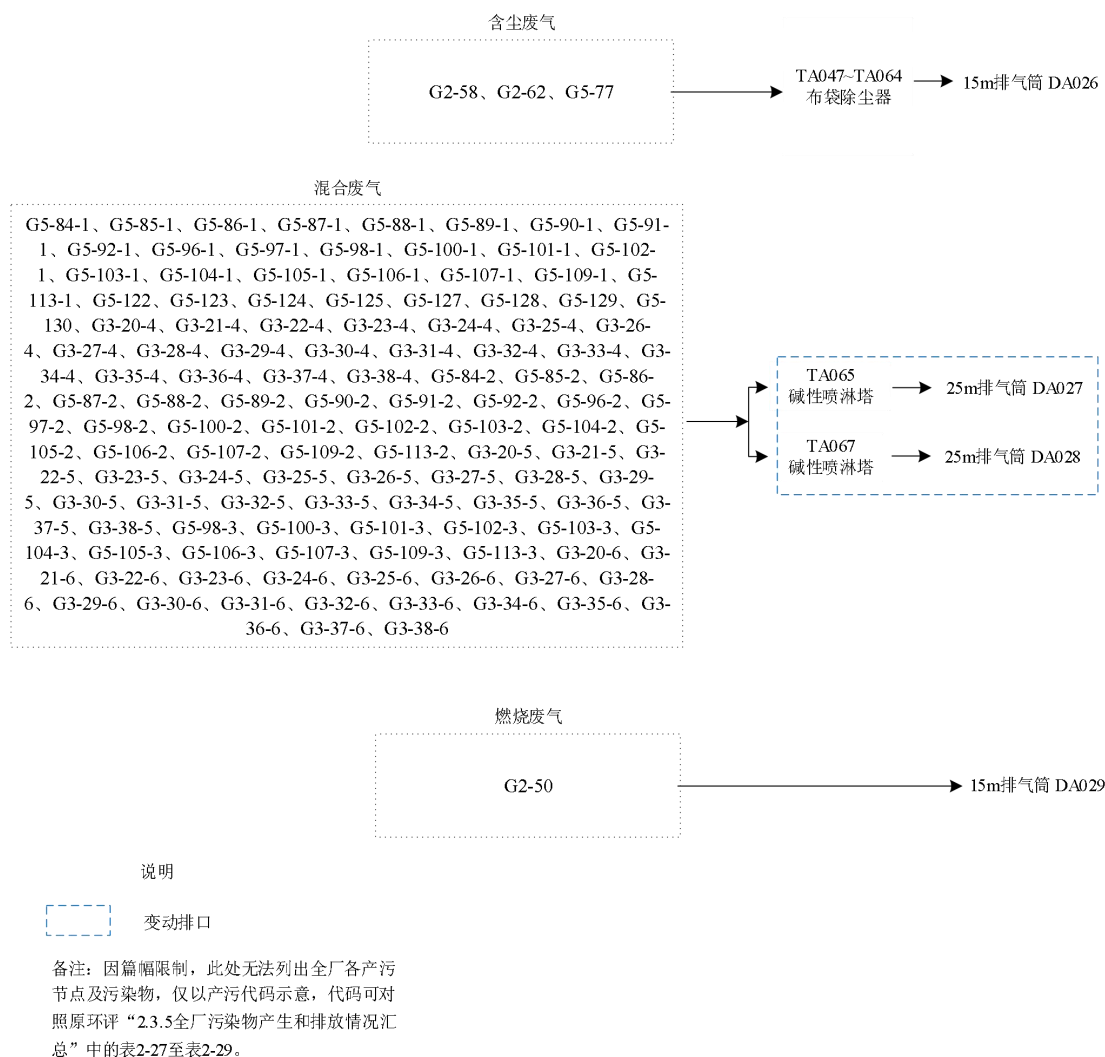 含尘废气
G2-58、G2-62、G5-77
TA047~TA064
布袋除尘器
15m排气筒 DA026
混合废气
G5-84-1、G5-85-1、G5-86-1、G5-87-1、G5-88-1、G5-89-1、G5-90-1、G5-91-
1、G5-92-1、G5-96-1、G5-97-1、G5-98-1、G5-100-1、G5-101-1、G5-102-
1、G5-103-1、G5-104-1、G5-105-1、G5-106-1、G5-107-1、G5-109-1、G5-
113-1、G5-122、G5-123、G5-124、G5-125、G5-127、G5-128、G5-129、G5-
130、G3-20-4、G3-21-4、G3-22-4、G3-23-4、G3-24-4、G3-25-4、G3-26-
4、G3-27-4、G3-28-4、G3-29-4、G3-30-4、G3-31-4、G3-32-4、G3-33-4、G3-
34-4、G3-35-4、G3-36-4、G3-37-4、G3-38-4、G5-84-2、G5-85-2、G5-86-
2、G5-87-2、G5-88-2、G5-89-2、G5-90-2、G5-91-2、G5-92-2、G5-96-2、G5-
97-2、G5-98-2、G5-100-2、G5-101-2、G5-102-2、G5-103-2、G5-104-2、G5-
105-2、G5-106-2、G5-107-2、G5-109-2、G5-113-2、G3-20-5、G3-21-5、G3-
22-5、G3-23-5、G3-24-5、G3-25-5、G3-26-5、G3-27-5、G3-28-5、G3-29-
5、G3-30-5、G3-31-5、G3-32-5、G3-33-5、G3-34-5、G3-35-5、G3-36-5、G3-
37-5、G3-38-5、G5-98-3、G5-100-3、G5-101-3、G5-102-3、G5-103-3、G5-
104-3、G5-105-3、G5-106-3、G5-107-3、G5-109-3、G5-113-3、G3-20-6、G3-
21-6、G3-22-6、G3-23-6、G3-24-6、G3-25-6、G3-26-6、G3-27-6、G3-28-
6、G3-29-6、G3-30-6、G3-31-6、G3-32-6、G3-33-6、G3-34-6、G3-35-6、G3-
36-6、G3-37-6、G3-38-6
TA065
碱性喷淋塔
25m排气筒 DA027
TA067
碱性喷淋塔
25m排气筒 DA028
燃烧废气
G2-50
15m排气筒 DA029
说明
变动排口
备注：因篇幅限制，此处无法列出全厂各产污
节点及污染物，仅以产污代码示意，代码可对
照原环评“2.3.5全厂污染物产生和排放情况汇
总”中的表2-27至表2-29。